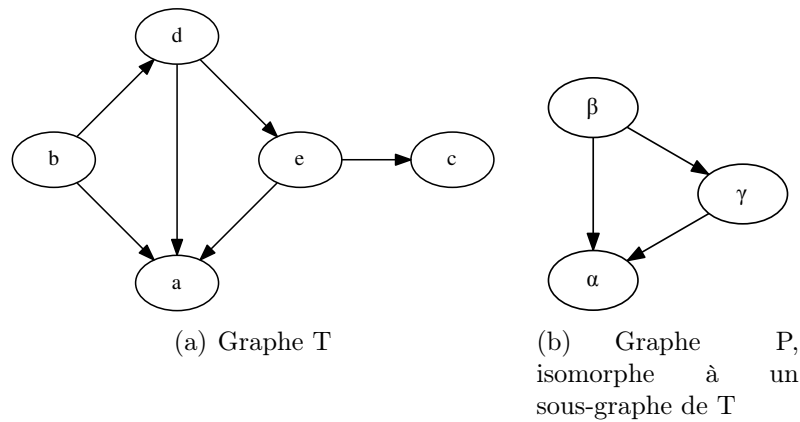 d
b
e
c
a
(a) Graphe T
β
γ
α
(b) Graphe P,
isomorphe à un
sous-graphe de T